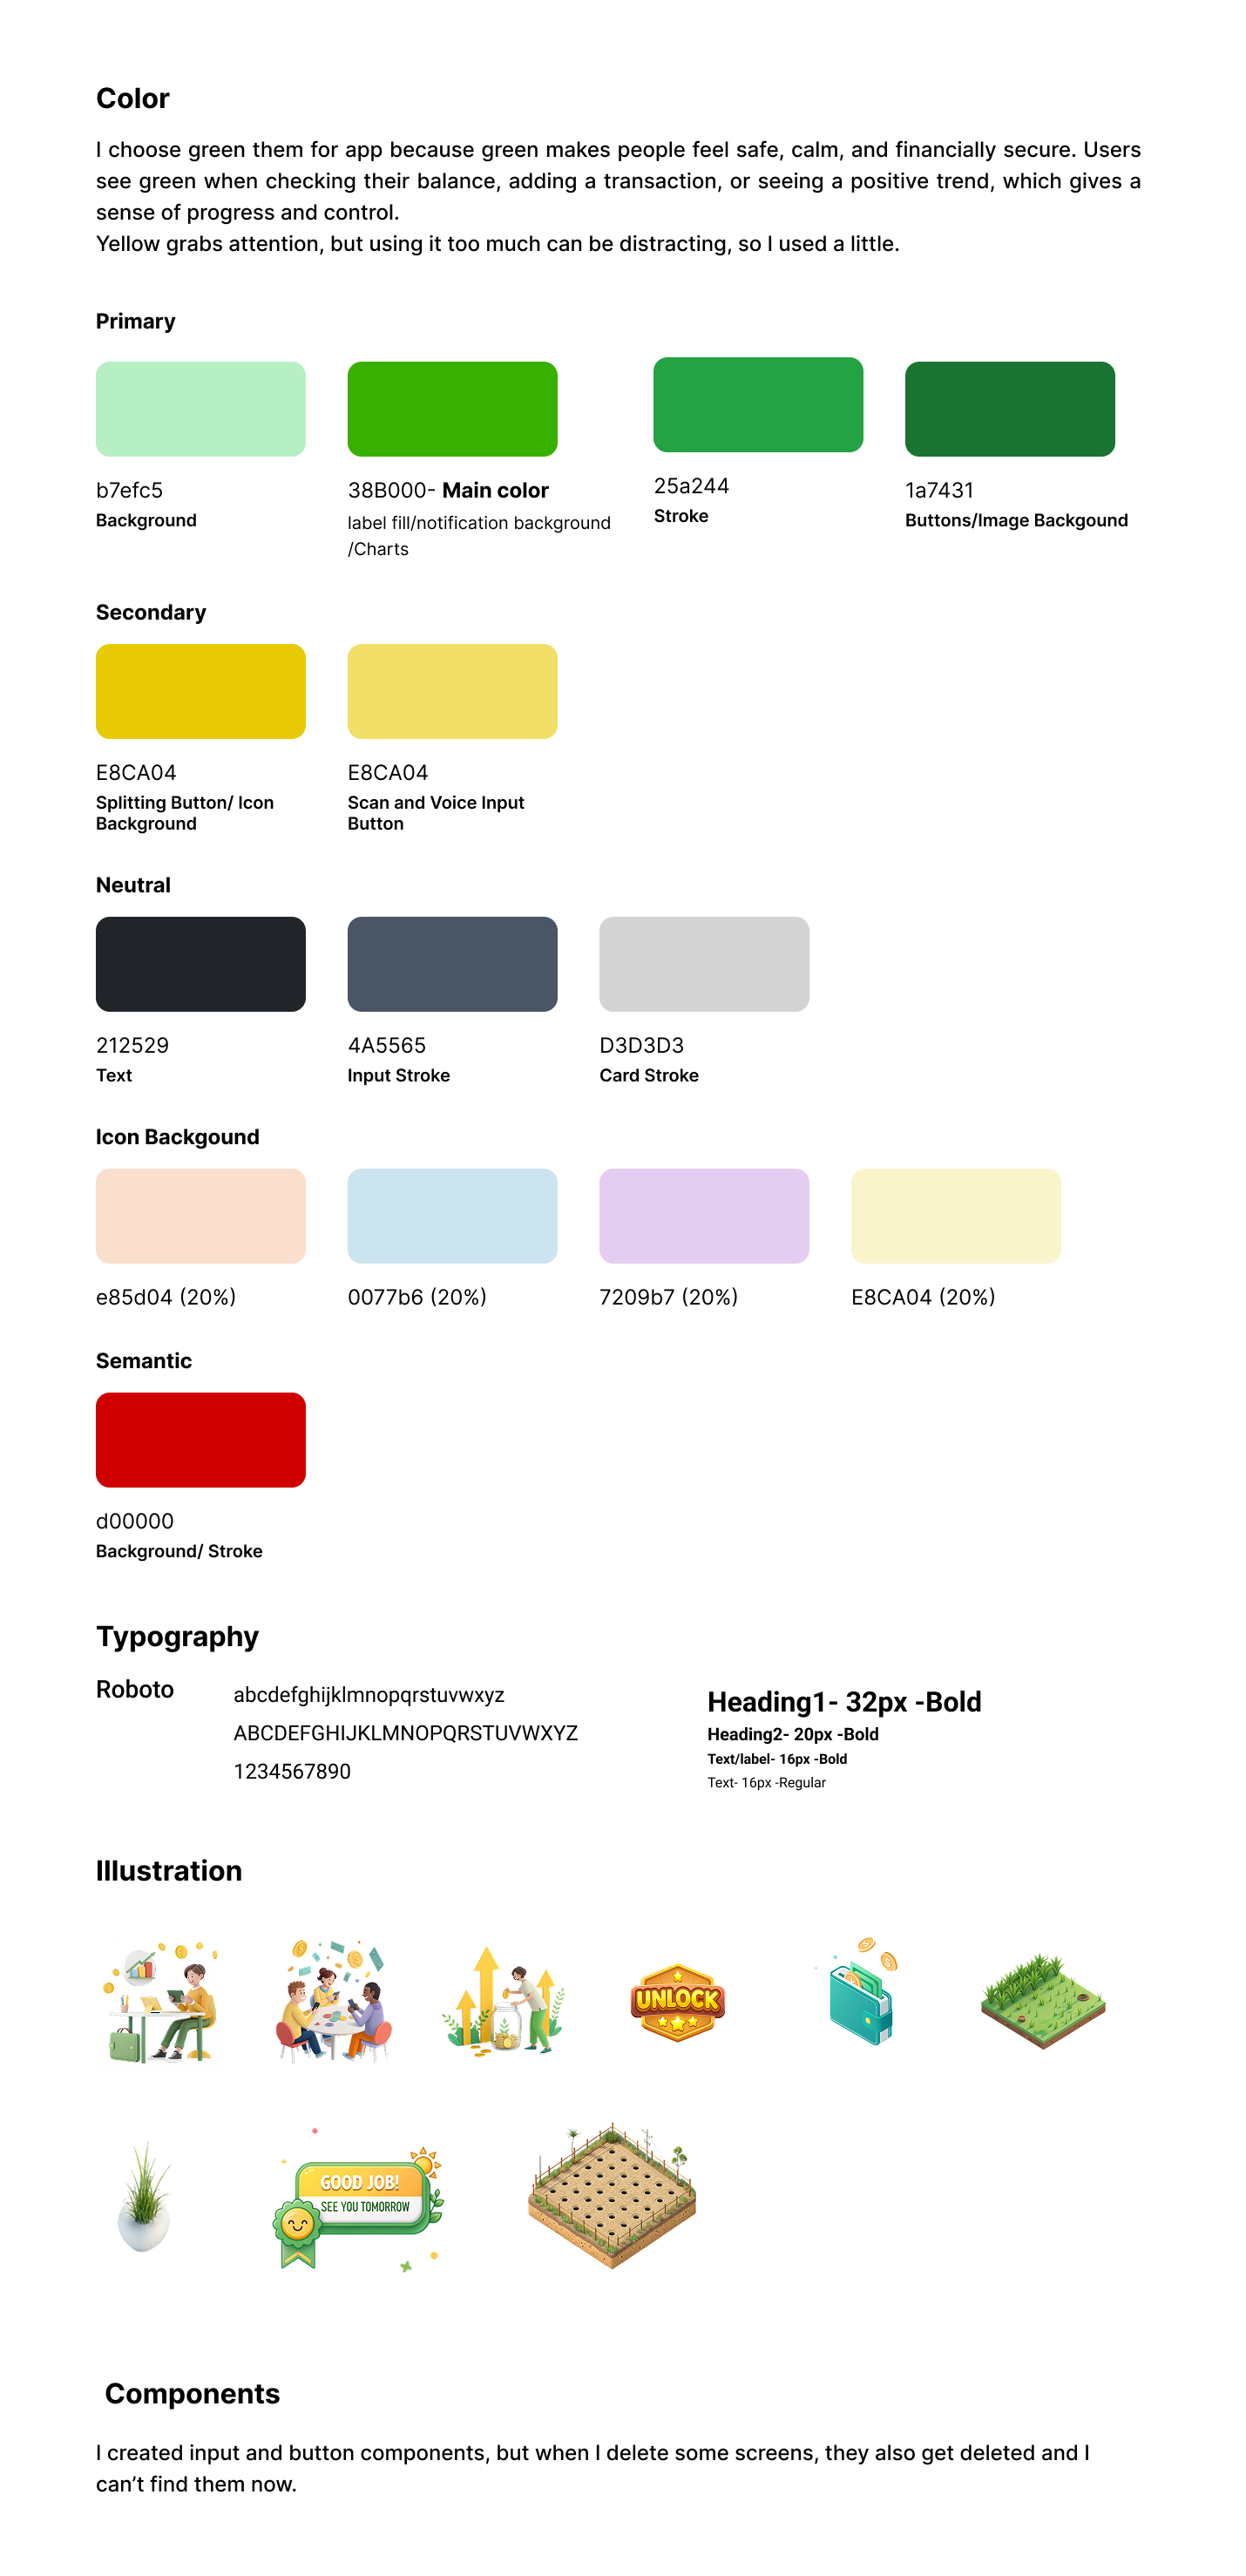 Color
I choose green them for app because green makes people feel safe, calm, and financially secure. Users
see green when checking their balance, adding a transaction, or seeing a positive trend, which gives a
sense of progress and control.
Yellow grabs attention, but using it too much can be distracting, so I used a little.
Primary
b7efc5
Background
38B000- Main color
label fill/notification background
/Charts
25a244
Stroke
1a7431
Buttons/Image Backgound
Secondary
E8CA04
Splitting Button/ Icon
Background
E8CA04
Scan and Voice Input
Button
Neutral
212529
Text
4A5565
Input Stroke
D3D3D3
Card Stroke
Icon Backgound
e85d04 (20%)
0077b6 (20%)
7209b7 (20%)
E8CA04 (20%)
Semantic
d00000
Background/ Stroke
Typography
Roboto
abcdefghijklmnopqrstuvwxyz
ABCDEFGHIJKLMNOPQRSTUVWXYZ
1234567890
Heading1- 32px -Bold
Heading2- 20px -Bold
Text/label- 16px -Bold
Text- 16px -Regular
Illustration
UNLOCK
GOOD JOB!
SEE YOU TOMORROW
Components
I created input and button components, but when I delete some screens, they also get deleted and I
can’t find them now.